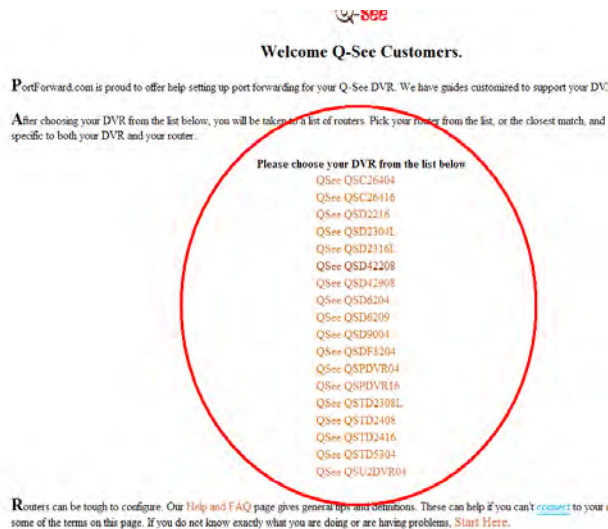 Q-See
Welcome Q-See Customers.
PortForward.com is proud to offer help setting up port forwarding for your Q-See DVR. We have guides customized to support your DV
After choosing your DVR from the list below, you will be taken to a list of routers. Pick your router from the list, or the closest match, and
specific to both your DVR and your router.
Please choose your DVR from the list below
QSee QSC26404
QSee QSC26416
QSee QSD2216
QSee QSD2304L
QSee QSD2316L
QSee QSD42208
QSee QSD42908
QSee QSD6204
QSee QSD6209
QSee QSD9004
QSee QSDF8204
QSee QSPDVR04
QSee QSPDVR16
QSee QSTD2308L
QSee QSTD2408
QSee QSTD2416
QSee QSTD5304
QSee QSU2DVR04
Routers can be tough to configure. Our Help and FAQ page gives general tips and definitions. These can help if you can't connect to your
some of the terms on this page. If you do not know exactly what you are doing or are having problems, Start Here.